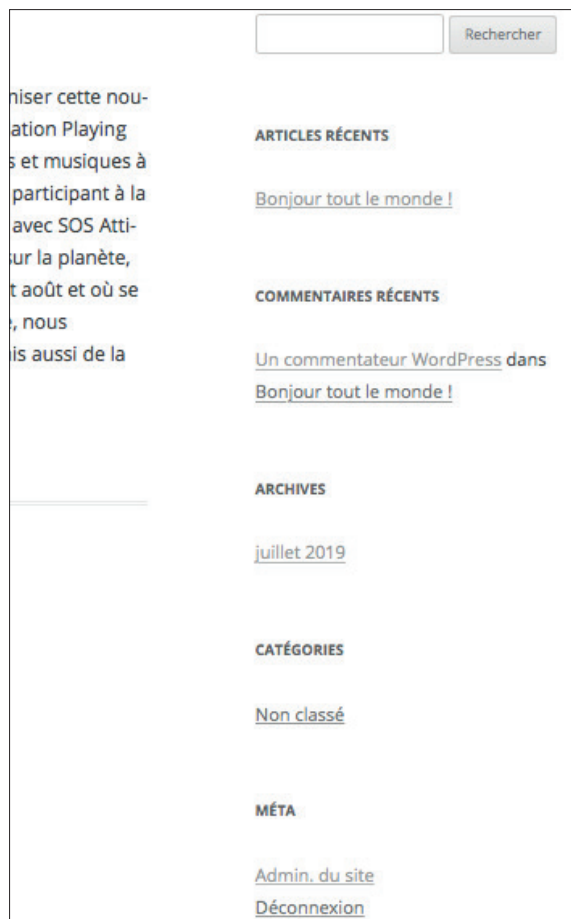 niser cette nou-
ation Playing
s et musiques à
participant à la
avec SOS Atti-
sur la planète,
t août et où se
, nous
is aussi de la
Rechercher
ARTICLES RÉCENTS
Bonjour tout le monde !
COMMENTAIRES RÉCENTS
Un commentateur WordPress dans
Bonjour tout le monde !
ARCHIVES
juillet 2019
CATÉGORIES
Non classé
MÉTA
Admin. du site
Déconnexion